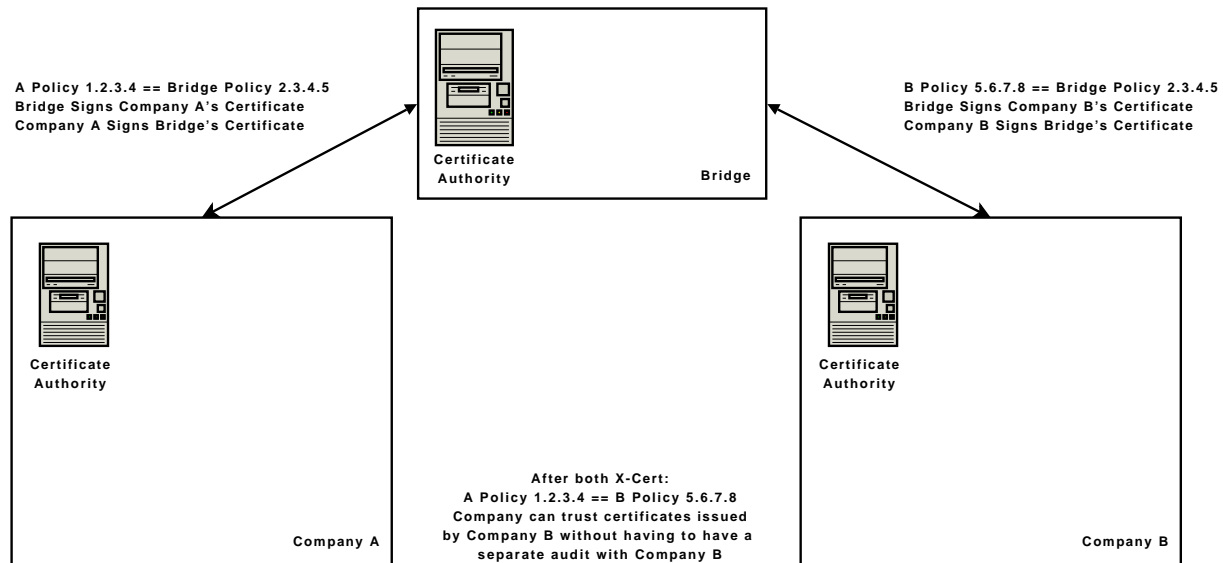 A Policy 1.2.3.4 == Bridge Policy 2.3.4.5
Bridge Signs Company A's Certificate
Company A Signs Bridge's Certificate
Certificate
Authority
Bridge
B Policy 5.6.7.8 == Bridge Policy 2.3.4.5
Bridge Signs Company B's Certificate
Company B Signs Bridge's Certificate
Certificate
Authority
Company A
After both X-Cert:
A Policy 1.2.3.4 == B Policy 5.6.7.8
Company can trust certificates issued
by Company B without having to have a
separate audit with Company B
Certificate
Authority
Company B